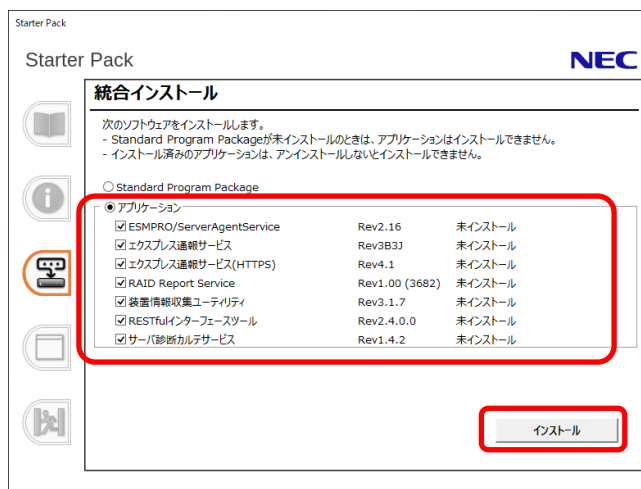 Starter Pack
Starter Pack
NEC
統合インストール
次のソフトウェアをインストールします。
- Standard Program Packageが未インストールのときは、アプリケーションはインストールできません。
- インストール済みのアプリケーションは、アンインストールしないとインストールできません。
Standard Program Package
アプリケーション
ESMPRO/ServerAgentService Rev2.16 未インストール
エクスプレス通報サービス Rev3B3J 未インストール
エクスプレス通報サービス(HTTPS) Rev4.1 未インストール
RAID Report Service Rev1.00 (3682) 未インストール
装置情報収集ユーティリティ Rev3.1.7 未インストール
RESTfulインターフェースツール Rev2.4.0.0 未インストール
サーバ診断カルテサービス Rev1.4.2 未インストール
インストール